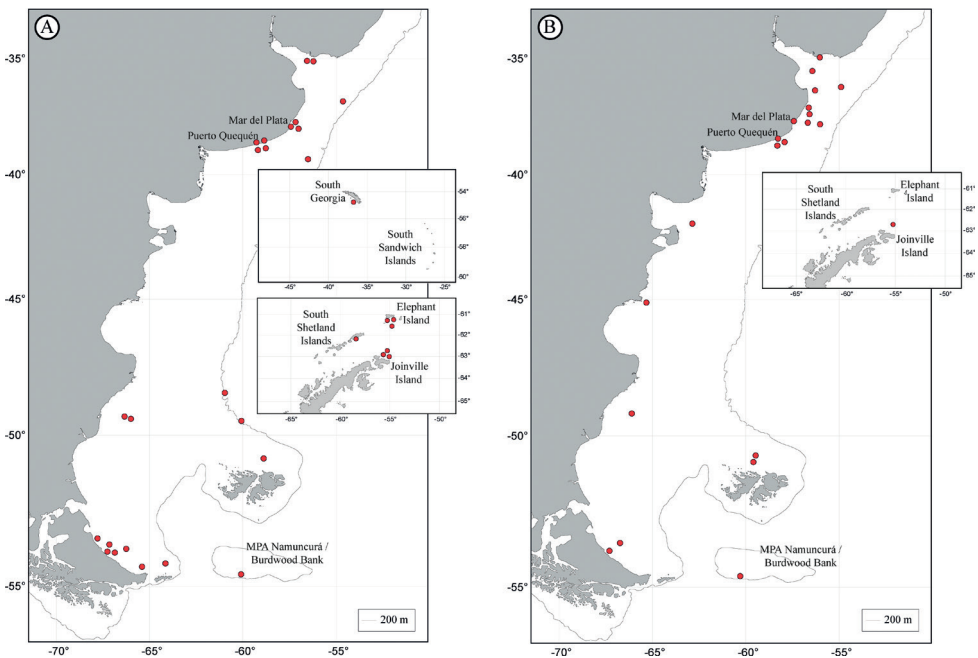 A
-35°
Mar del Plata
Puerto Quequén
-40°
South
Georgia
-54°
-56°
South
Sandwich
Islands
-58°
-60°
-45°
-40°
-35°
-30°
-25°
-45°
Elephant
Island
-61°
South
Shetland
Islands
-62°
-63°
Joinville
Island
-54°
-55°
-65°
-60°
-55°
-50°
-50°
MPA Namuncurá /
Burdwood Bank
-55°
200 m
-70°
-65°
-60°
-55°
B
-35°
Mar del Plata
Puerto Quequén
-40°
Elephant
Island
-61°
South
Shetland
Islands
-62°
-63°
Joinville
Island
-64°
-65°
-65°
-60°
-55°
-50°
-45°
-50°
MPA Namuncurá /
Burdwood Bank
-55°
200 m
-70°
-65°
-60°
-55°